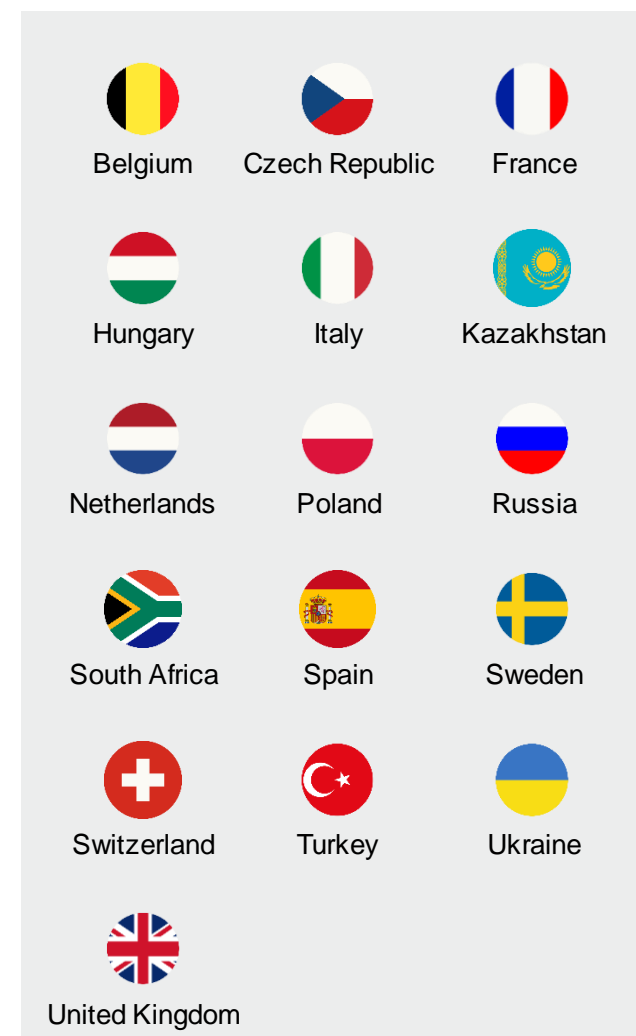 Belgium Czech Republic France
Hungary Italy Kazakhstan
Netherlands Poland Russia
South Africa Spain Sweden
Switzerland Turkey Ukraine
United Kingdom